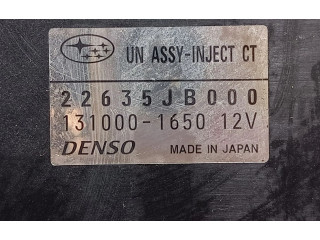 UN ASSY-INJECT CT
22635JB000
131000-1650 12V
DENSO MADE IN JAPAN